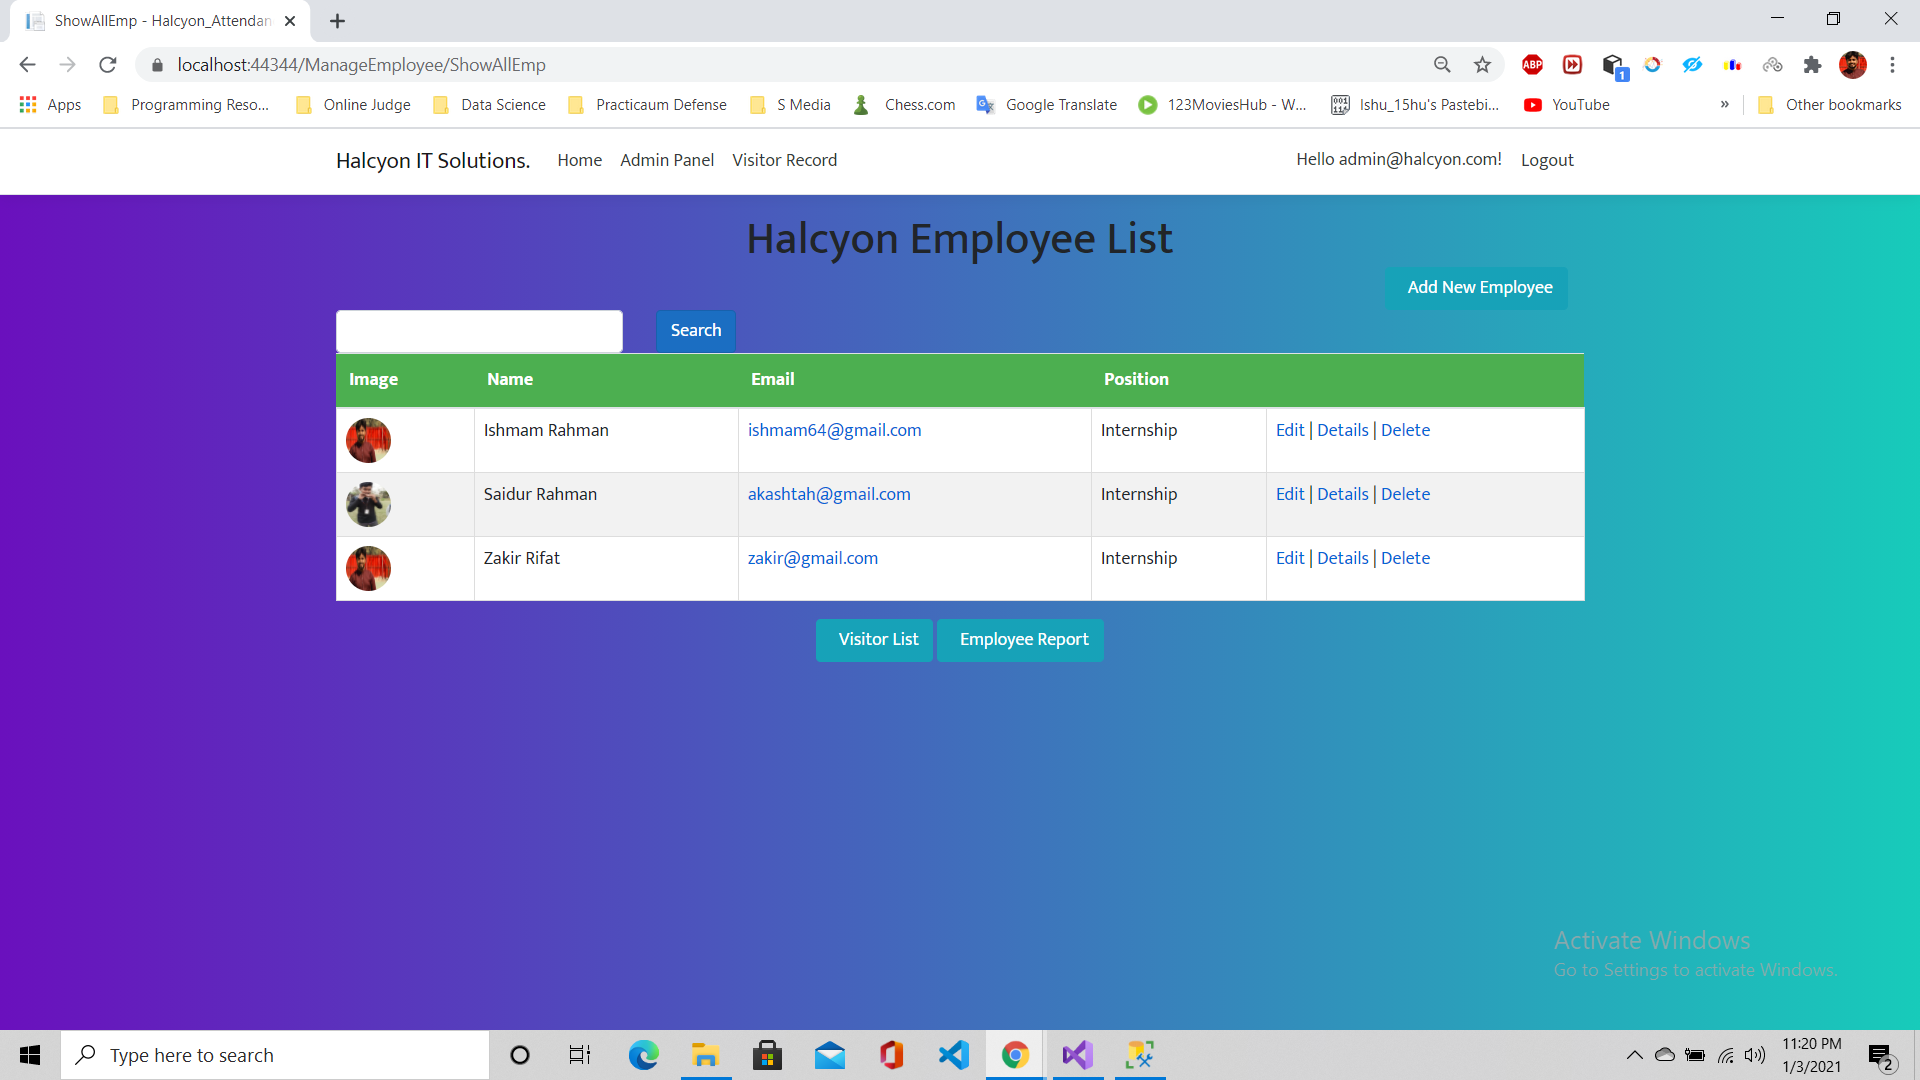 ShowAllEmp - Halcyon_Attendan
localhost:44344/ManageEmployee/ShowAllEmp
ABP
1
Apps Programming Reso... Online Judge Data Science Practicaum Defense S Media Chess.com Google Translate 123MoviesHub - W... Ishu_15hu's Pastebi... YouTube » Other bookmarks
Halcyon IT Solutions. Home Admin Panel Visitor Record Hello admin@halcyon.com! Logout
Halcyon Employee List
Add New Employee
Search
Image Name Email Position
Ishmam Rahman ishmam64@gmail.com Internship Edit | Details | Delete
Saidur Rahman akashtah@gmail.com Internship Edit | Details | Delete
Zakir Rifat zakir@gmail.com Internship Edit | Details | Delete
Visitor List Employee Report
Activate Windows
Go to Settings to activate Windows.
Type here to search
11:20 PM
1/3/2021
2